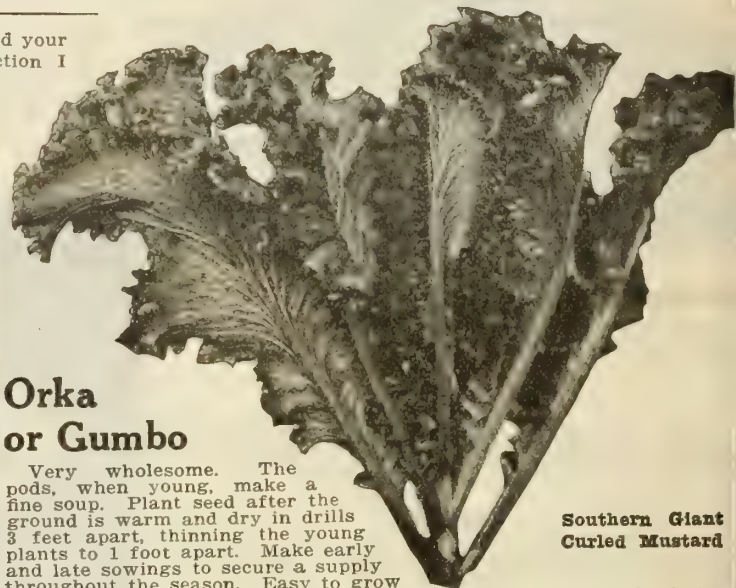 d your
ction I
Orka
or Gumbo
Very wholesome. The
pods, when young, make a
fine soup. Plant seed after the
ground is warm and dry in drills
3 feet apart, thinning the young
plants to 1 foot apart. Make early
and late sowings to secure a supply
throughout the season. Easy to grow
Southern Giant
Curled Mustard